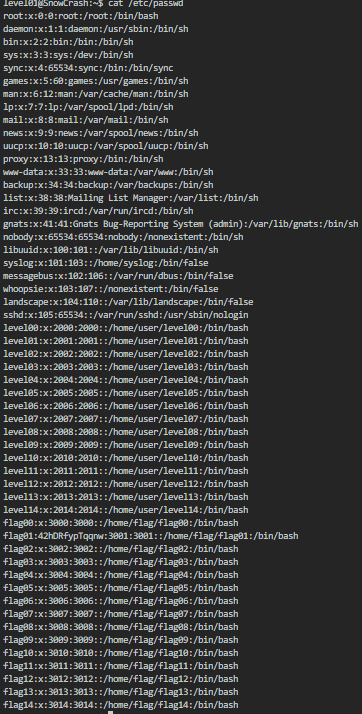 level01@SnowCrash:~$ cat /etc/passwd
root:x:0:0:root:/root:/bin/bash
daemon:x:1:1:daemon:/usr/sbin:/bin/sh
bin:x:2:2:bin:/bin:/bin/sh
sys:x:3:3:sys:/dev:/bin/sh
sync:x:4:65534:sync:/bin:/bin/sync
games:x:5:60:games:/usr/games:/bin/sh
man:x:6:12:man:/var/cache/man:/bin/sh
lp:x:7:7:lp:/var/spool/lpd:/bin/sh
mail:x:8:8:mail:/var/mail:/bin/sh
news:x:9:9:news:/var/spool/news:/bin/sh
uucp:x:10:10:uucp:/var/spool/uucp:/bin/sh
proxy:x:13:13:proxy:/bin:/bin/sh
www-data:x:33:33:www-data:/var/www:/bin/sh
backup:x:34:34:backup:/var/backups:/bin/sh
list:x:38:38:Mailing List Manager:/var/list:/bin/sh
irc:x:39:39:ircd:/var/run/ircd:/bin/sh
gnats:x:41:41:Gnats Bug-Reporting System (admin):/var/lib/gnats:/bin/sh
nobody:x:65534:65534:nobody:/nonexistent:/bin/sh
libuuid:x:100:101::/var/lib/libuuid:/bin/sh
syslog:x:101:103::/home/syslog:/bin/false
messagebus:x:102:106::/var/run/dbus:/bin/false
whoopsie:x:103:107::/nonexistent:/bin/false
landscape:x:104:110::/var/lib/landscape:/bin/false
sshd:x:105:65534::/var/run/sshd:/usr/sbin/nologin
level00:x:2000:2000::/home/user/level00:/bin/bash
level01:x:2001:2001::/home/user/level01:/bin/bash
level02:x:2002:2002::/home/user/level02:/bin/bash
level03:x:2003:2003::/home/user/level03:/bin/bash
level04:x:2004:2004::/home/user/level04:/bin/bash
level05:x:2005:2005::/home/user/level05:/bin/bash
level06:x:2006:2006::/home/user/level06:/bin/bash
level07:x:2007:2007::/home/user/level07:/bin/bash
level08:x:2008:2008::/home/user/level08:/bin/bash
level09:x:2009:2009::/home/user/level09:/bin/bash
level10:x:2010:2010::/home/user/level10:/bin/bash
level11:x:2011:2011::/home/user/level11:/bin/bash
level12:x:2012:2012::/home/user/level12:/bin/bash
level13:x:2013:2013::/home/user/level13:/bin/bash
level14:x:2014:2014::/home/user/level14:/bin/bash
flag00:x:3000:3000::/home/flag/flag00:/bin/bash
flag01:42hDRfypTqqnw:3001:3001::/home/flag/flag01:/bin/bash
flag02:x:3002:3002::/home/flag/flag02:/bin/bash
flag03:x:3003:3003::/home/flag/flag03:/bin/bash
flag04:x:3004:3004::/home/flag/flag04:/bin/bash
flag05:x:3005:3005::/home/flag/flag05:/bin/bash
flag06:x:3006:3006::/home/flag/flag06:/bin/bash
flag07:x:3007:3007::/home/flag/flag07:/bin/bash
flag08:x:3008:3008::/home/flag/flag08:/bin/bash
flag09:x:3009:3009::/home/flag/flag09:/bin/bash
flag10:x:3010:3010::/home/flag/flag10:/bin/bash
flag11:x:3011:3011::/home/flag/flag11:/bin/bash
flag12:x:3012:3012::/home/flag/flag12:/bin/bash
flag13:x:3013:3013::/home/flag/flag13:/bin/bash
flag14:x:3014:3014::/home/flag/flag14:/bin/bash